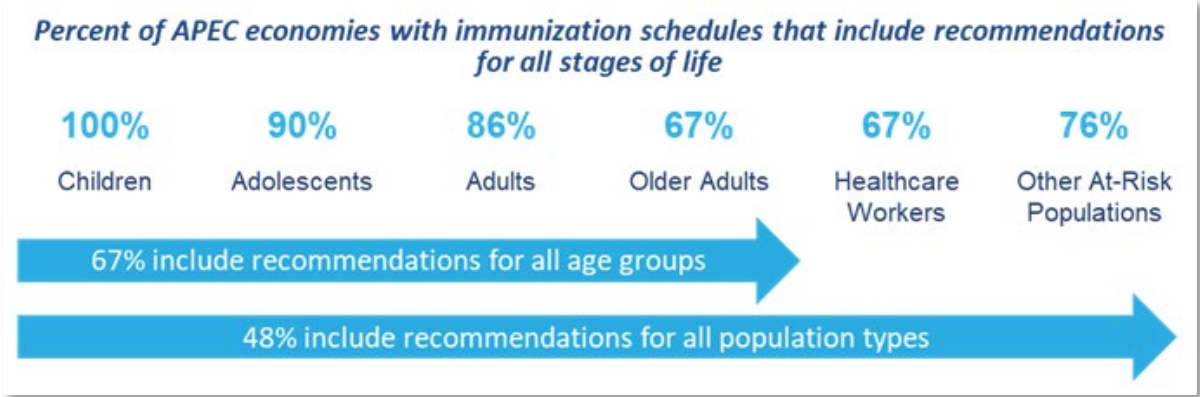 Percent of APEC economies with immunization schedules that include recommendations
for all stages of life
100% 90% 86% 67% 67% 76%
Children Adolescents Adults Older Adults Healthcare Other At-Risk
Workers Populations
67% include recommendations for all age groups
48% include recommendations for all population types